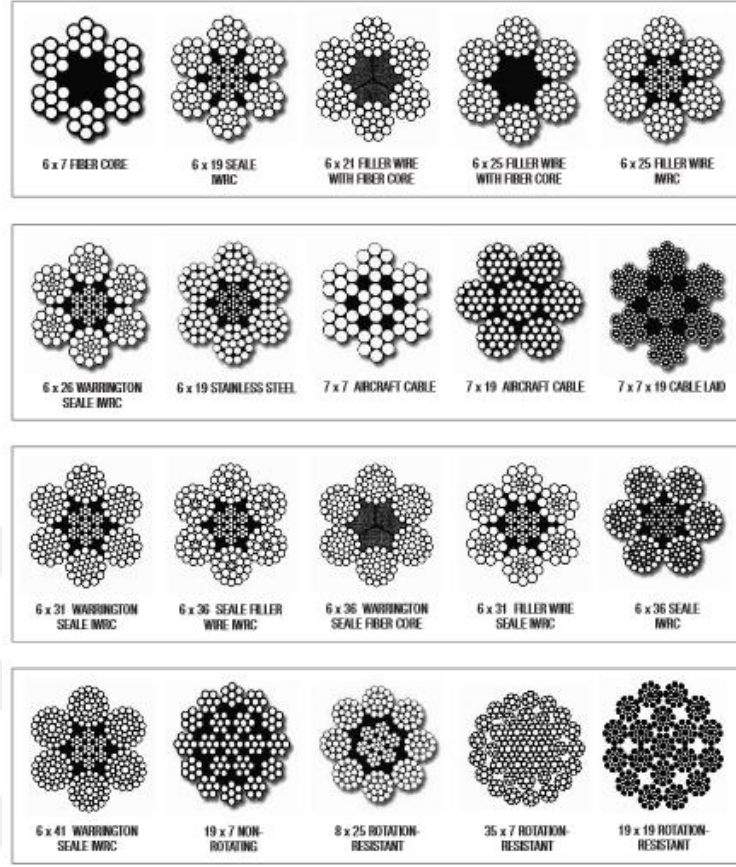 6 x 7 FIBER CORE
6 x 19 SEALE
IWRC
6 x 21 FILLER WIRE
WITH FIBER CORE
6 x 25 FILLER WIRE
WITH FIBER CORE
6 x 25 FILLER WIRE
IWRC
6 x 26 WARRINGTON
SEALE IWRC
6 x 19 STAINLESS STEEL
7 x 7 AIRCRAFT CABLE
7 x 19 AIRCRAFT CABLE
7 x 7 x 19 CABLE LAID
6 x 31 WARRINGTON
SEALE IWRC
6 x 36 SEALE FILLER
WIRE IWRC
6 x 36 WARRINGTON
SEALE FIBER CORE
6 x 31 FILLER WIRE
SEALE IWRC
6 x 36 SEALE
IWRC
6 x 41 WARRINGTON
SEALE IWRC
19 x 7 NON-
ROTATING
8 x 25 ROTATION-
RESISTANT
35 x 7 ROTATION-
RESISTANT
19 x 19 ROTATION-
RESISTANT